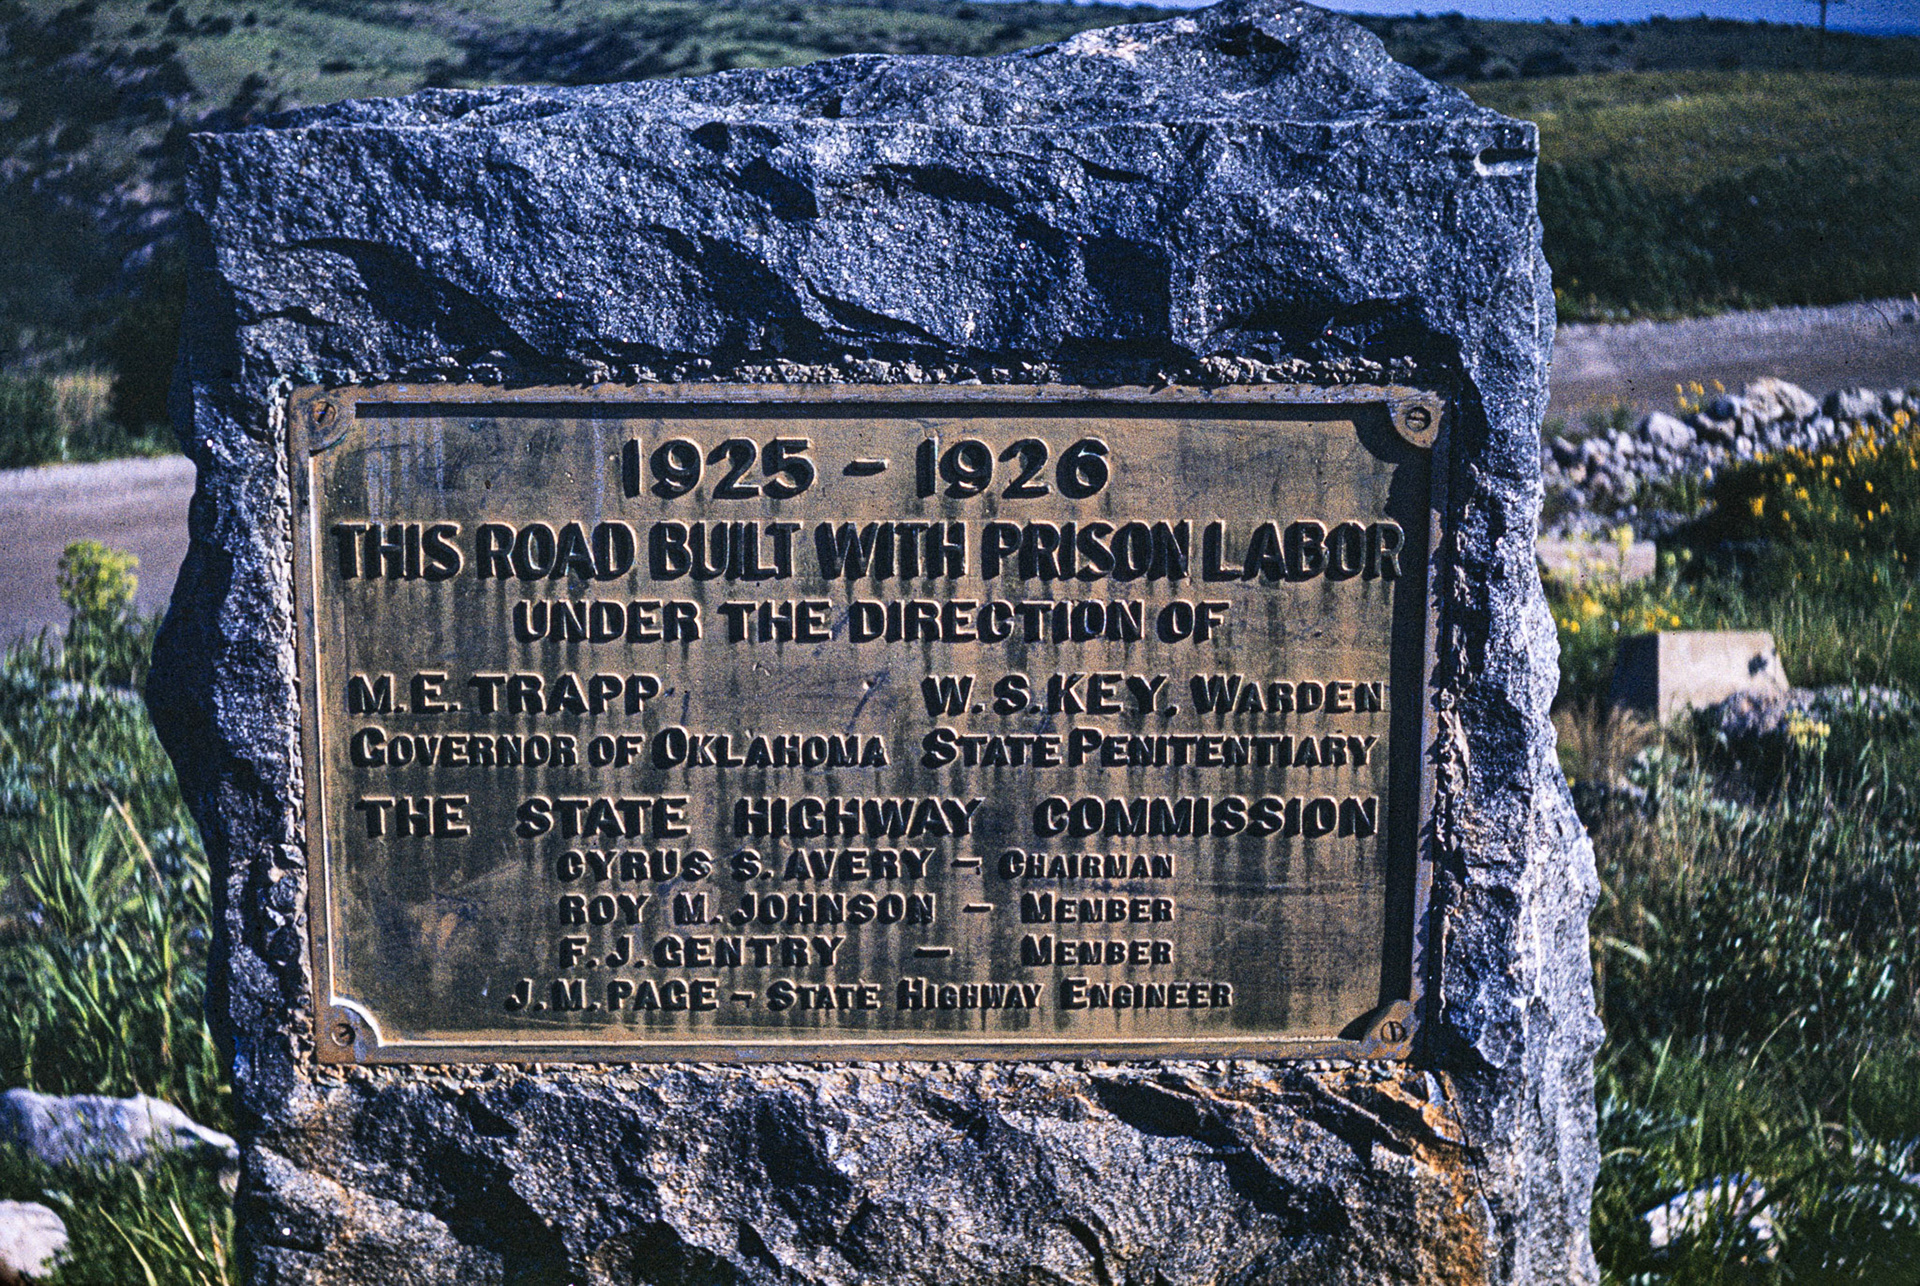 1925 - 1926
THIS ROAD BUILT WITH PRISON LABOR
UNDER THE DIRECTION OF
M.E. TRAPP W.S. KEY, WARDEN
GOVERNOR OF OKLAHOMA STATE PENITENTIARY
THE STATE HIGHWAY COMMISSION
CYRUS S. AVERY - CHAIRMAN
ROY M. JOHNSON - MEMBER
F. J. GENTRY - MEMBER
J. M. PAGE - STATE HIGHWAY ENGINEER